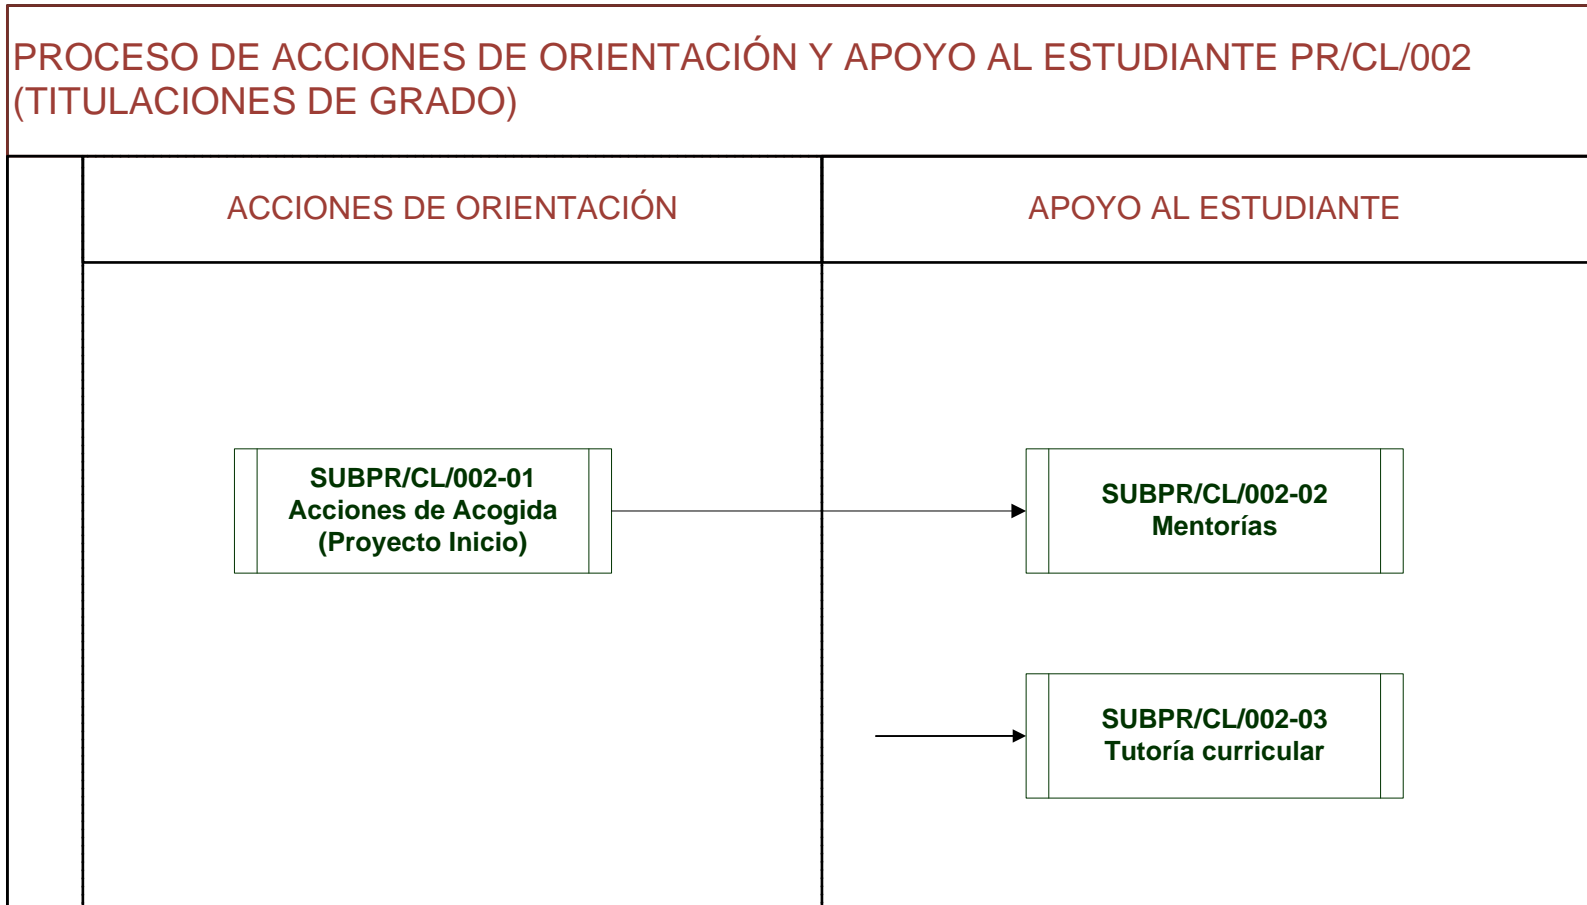 PROCESO DE ACCIONES DE ORIENTACIÓN Y APOYO AL ESTUDIANTE PR/CL/002
(TITULACIONES DE GRADO)
ACCIONES DE ORIENTACIÓN
APOYO AL ESTUDIANTE
SUBPR/CL/002-01
Acciones de Acogida
(Proyecto Inicio)
SUBPR/CL/002-02
Mentorías
SUBPR/CL/002-03
Tutoría curricular